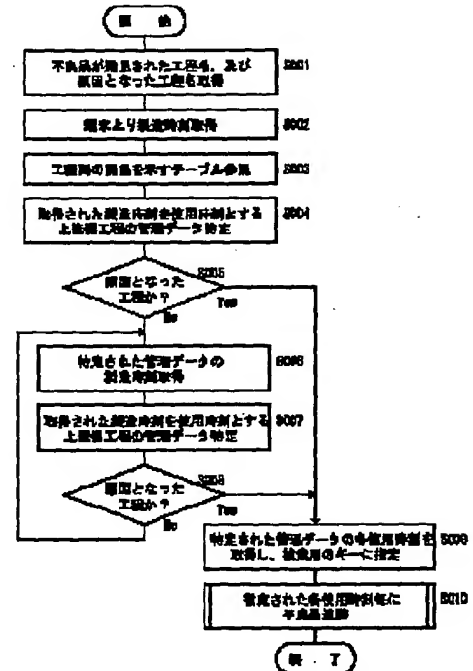 開 始
不良品が発見された工程名、及び
原因となった工程名取得
S001
端末より製造時刻取得
S002
工程間の関係を示すテーブル参照
S003
取得された製造時刻を使用時刻とする
上流側工程の管理データ特定
S004
S005
原因となった
工程か？
Yes
No
特定された管理データの
製造時刻取得
S006
取得された製造時刻を使用時刻とする
上流側工程の管理データ特定
S007
S008
原因となった
工程か？
Yes
No
特定された管理データの各使用時刻を
取得し、検索用のキーに指定
S009
指定された各使用時刻毎に
不良品追跡
S010
終 了